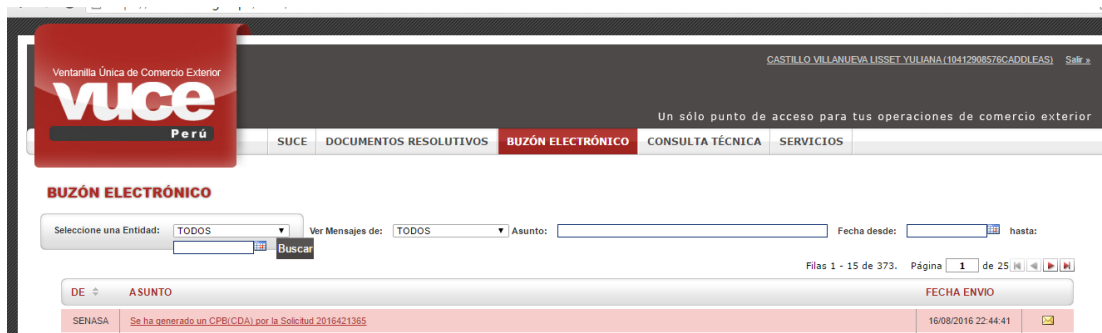 Ventanilla Única de Comercio Exterior
vuce
Perú
CASTILLO VILLANUEVA LISSET YULIANA (10412908576CADDLEAS) Salir »
Un sólo punto de acceso para tus operaciones de comercio exterior
SUCE DOCUMENTOS RESOLUTIVOS BUZÓN ELECTRÓNICO CONSULTA TÉCNICA SERVICIOS
BUZÓN ELECTRÓNICO
Seleccione una Entidad: TODOS Ver Mensajes de: TODOS Asunto: Fecha desde: hasta:
Buscar
Filas 1 - 15 de 373. Página 1 de 25
DE ASUNTO FECHA ENVIO
SENASA Se ha generado un CPB(CDA) por la Solicitud 2016421365 16/08/2016 22:44:41